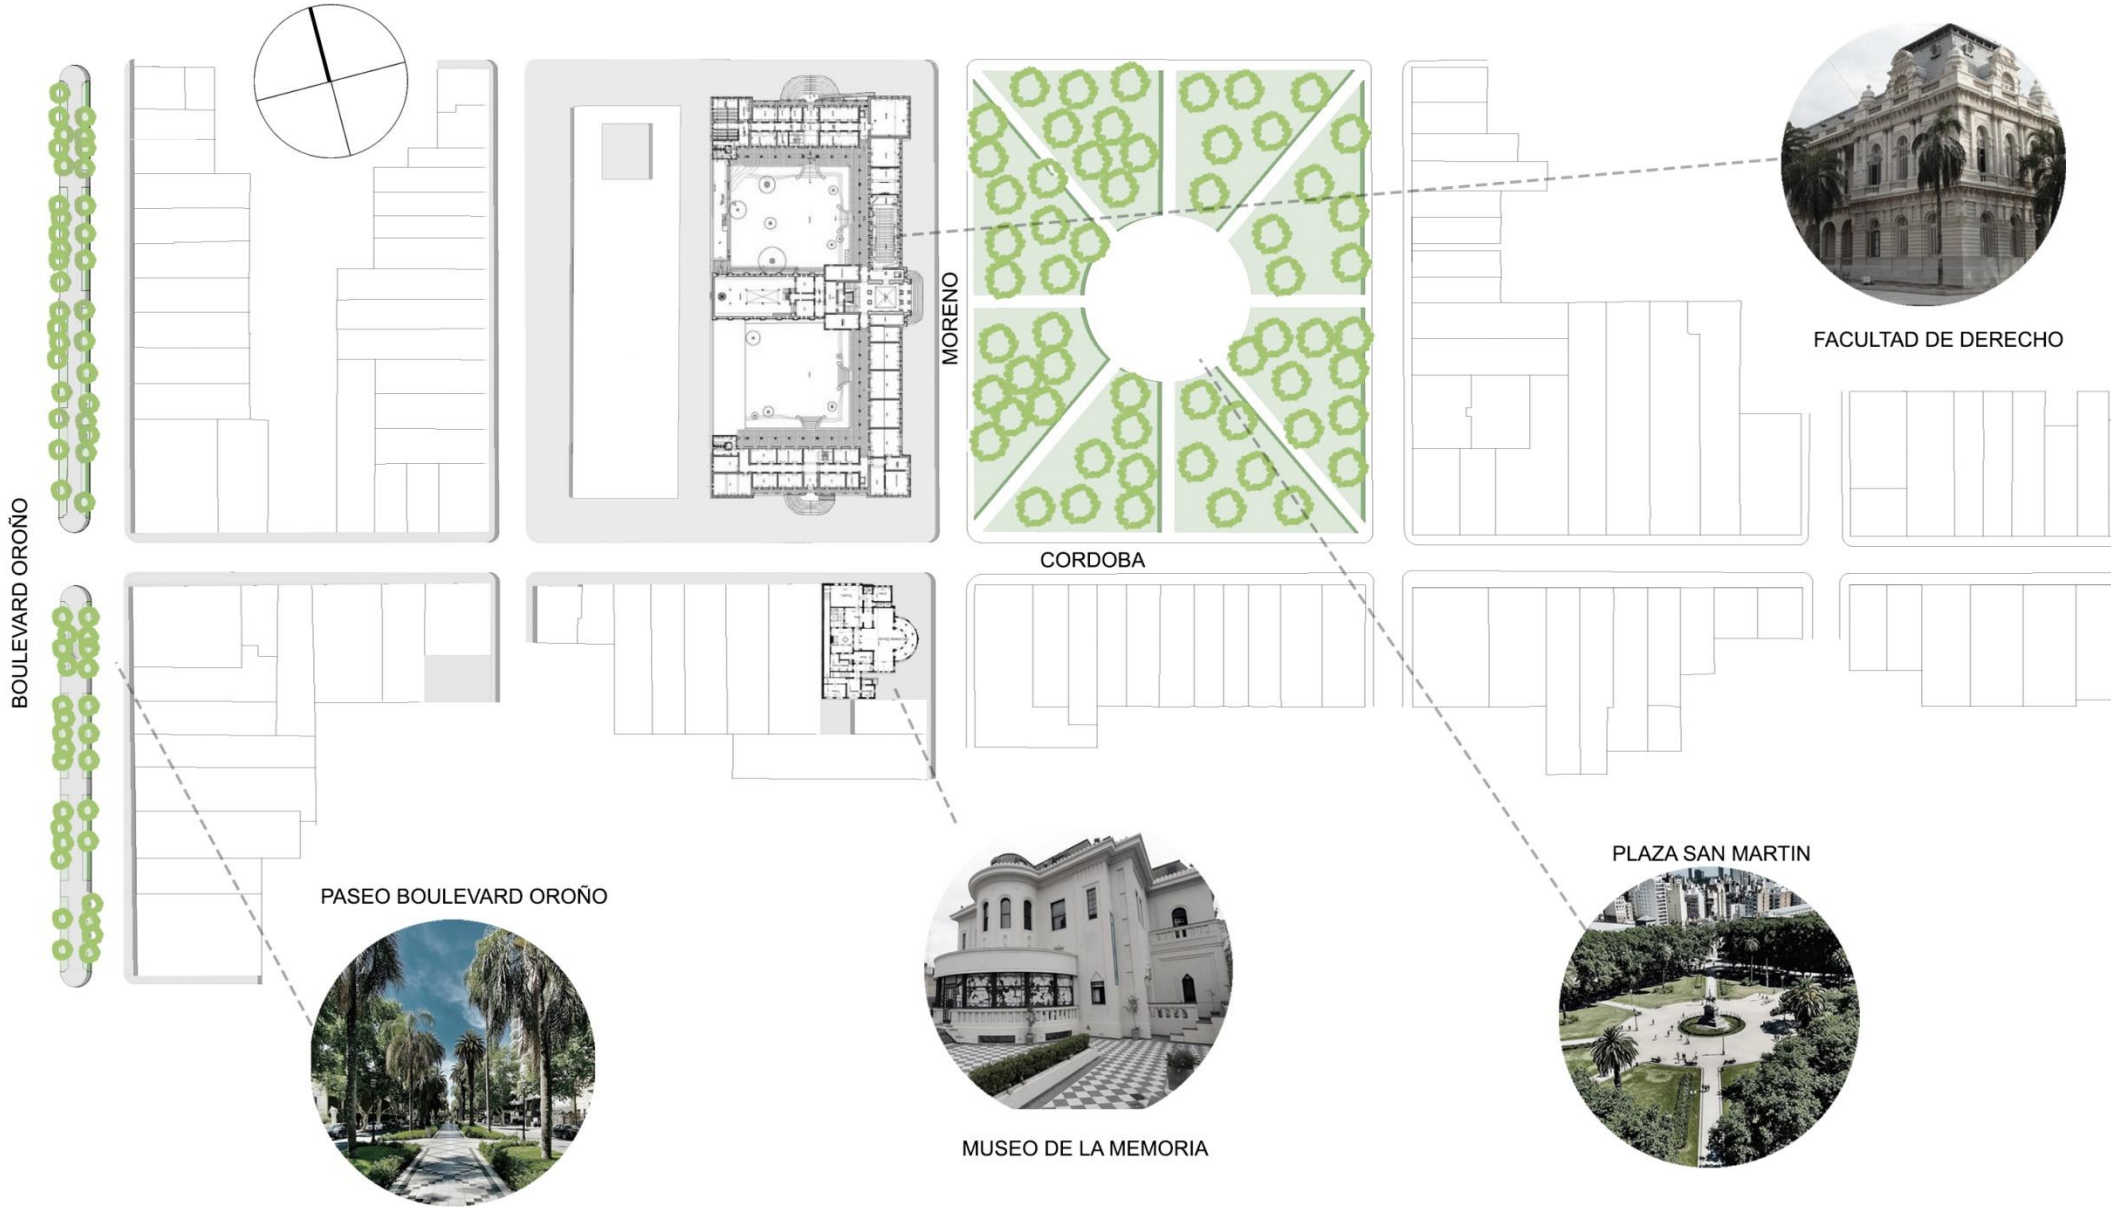 FACULTAD DE DERECHO
MORENO
CORDOBA
BOULEVARD OROÑO
PLAZA SAN MARTIN
PASEO BOULEVARD OROÑO
MUSEO DE LA MEMORIA